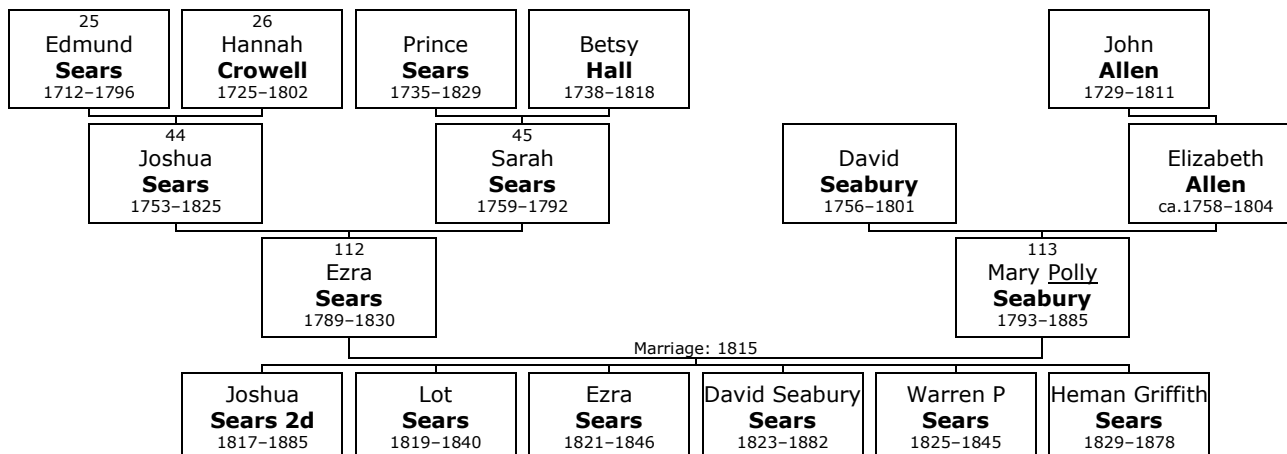 25
Edmund
Sears
1712–1796
26
Hannah
Crowell
1725–1802
Prince
Sears
1735–1829
Betsy
Hall
1738–1818
John
Allen
1729–1811
44
Joshua
Sears
1753–1825
45
Sarah
Sears
1759–1792
David
Seabury
1756–1801
Elizabeth
Allen
ca.1758–1804
112
Ezra
Sears
1789–1830
113
Mary Polly
Seabury
1793–1885
Marriage: 1815
Joshua
Sears 2d
1817–1885
Lot
Sears
1819–1840
Ezra
Sears
1821–1846
David Seabury
Sears
1823–1882
Warren P
Sears
1825–1845
Heman Griffith
Sears
1829–1878